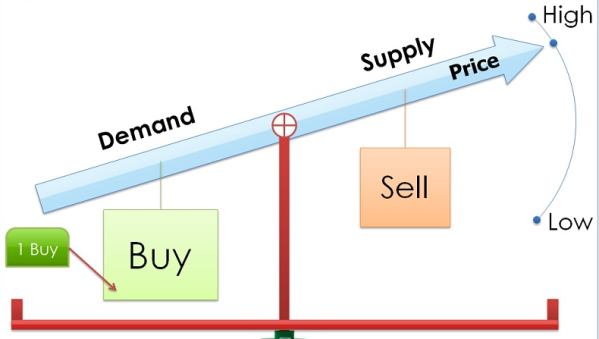 High
Supply
Price
Demand
Sell
Low
1 Buy
Buy